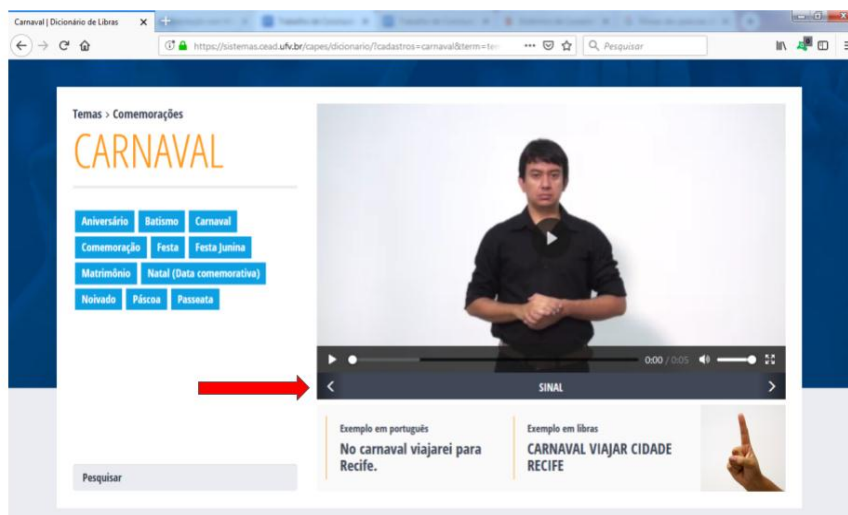 Carnaval | Dicionário de Libras
https://sistemas.cead.ufv.br/capes/dicionario/?cadastros=carnaval&term=ter
Pesquisar
Temas > Comemorações
CARNAVAL
Aniversário Batismo Carnaval
Comemoração Festa Festa Junina
Matrimônio Natal (Data comemorativa)
Noivado Páscoa Passeata
0:00 / 0:05
SINAL
Exemplo em português
No carnaval viajarei para
Recife.
Exemplo em libras
CARNAVAL VIAJAR CIDADE
RECIFE
Pesquisar